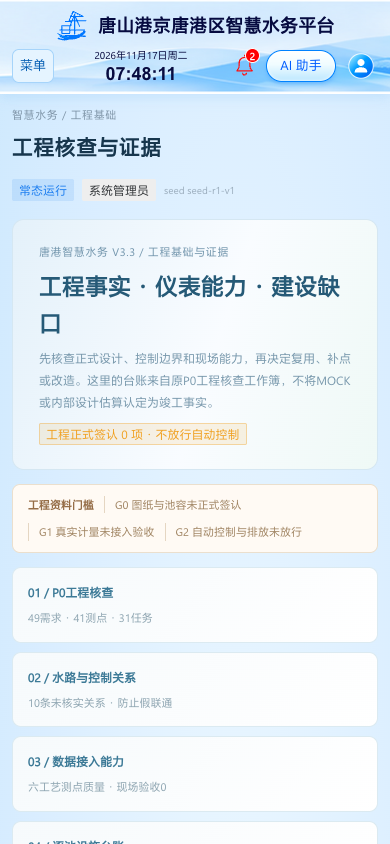 唐山港京唐港区智慧水务平台
菜单
2026年11月17日周二
07:48:11
2
AI 助手
智慧水务 / 工程基础
工程核查与证据
常态运行
系统管理员
seed seed-r1-v1
唐港智慧水务 V3.3 / 工程基础与证据
工程事实 · 仪表能力 · 建设缺
口
先核查正式设计、控制边界和现场能力，再决定复用、补点
或改造。这里的台账来自原P0工程核查工作簿，不将MOCK
或内部设计估算认定为竣工事实。
工程正式签认 0 项 · 不放行自动控制
工程资料门槛 G0 图纸与池容未正式签认
G1 真实计量未接入验收 G2 自动控制与排放未放行
01 / P0工程核查
49需求 · 41测点 · 31任务
02 / 水路与控制关系
10条未核实关系 · 防止假联通
03 / 数据接入能力
六工艺测点质量 · 现场验收0